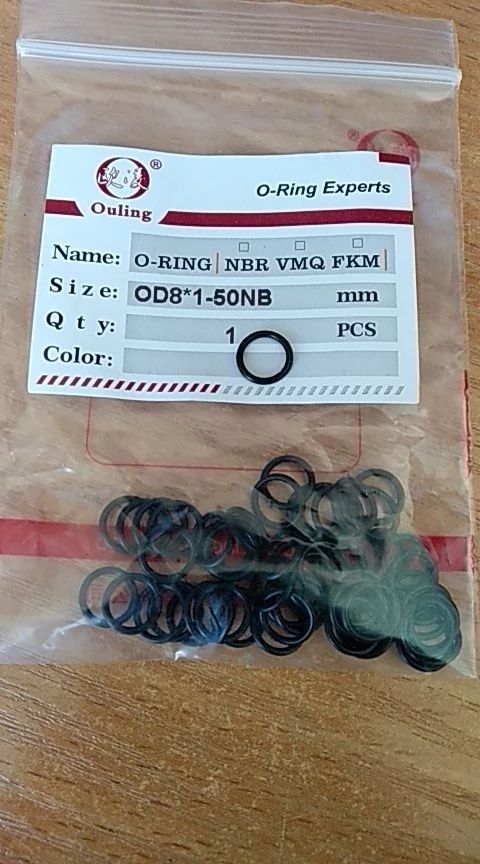 ®
Ouling
O-Ring Experts
Name: O-RING | NBR VMQ FKM |
Size: OD8*1-50NB mm
Qty: 1 PCS
Color:
®